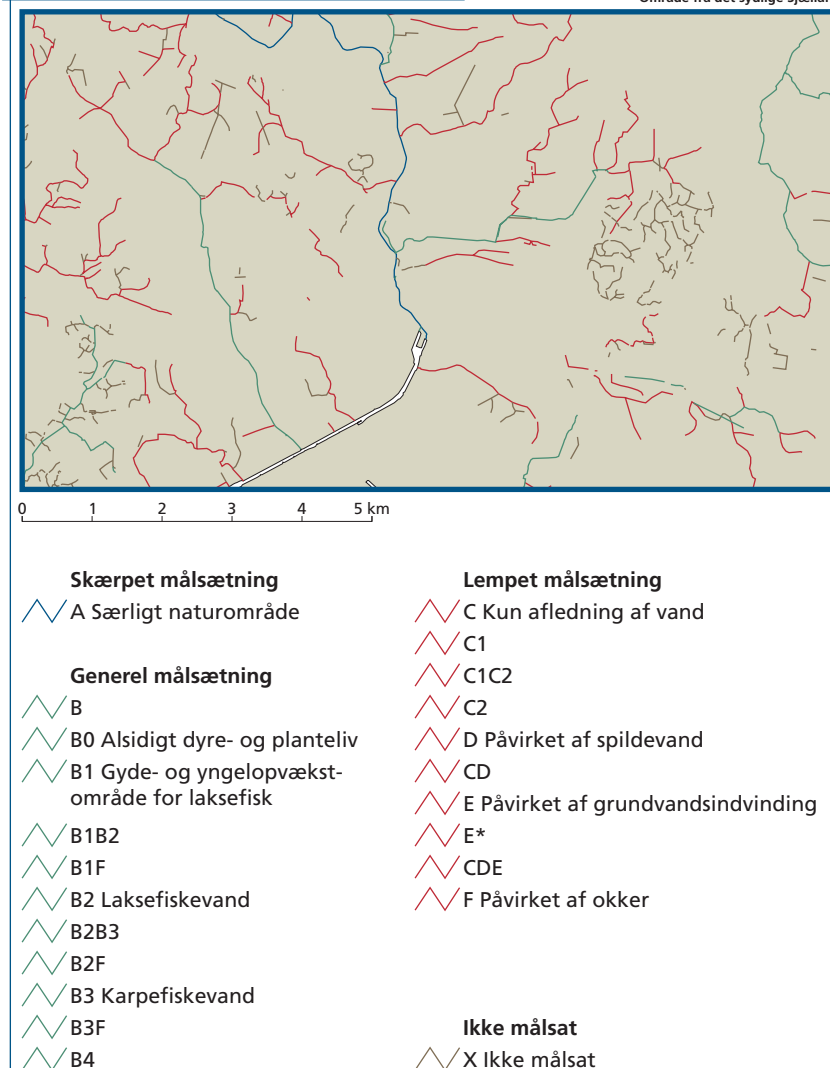 0 1 2 3 4 5 km
Skærpet målsætning
A Særligt naturområde
Generel målsætning
B
B0 Alsidigt dyre- og planteliv
B1 Gyde- og yngelopvækst-
område for laksefisk
B1B2
B1F
B2 Laksefiskevand
B2B3
B2F
B3 Karpefiskevand
B3F
B4
Lempet målsætning
C Kun afledning af vand
C1
C1C2
C2
D Påvirket af spildevand
CD
E Påvirket af grundvandsindvinding
E*
CDE
F Påvirket af okker
Ikke målsat
X Ikke målsat